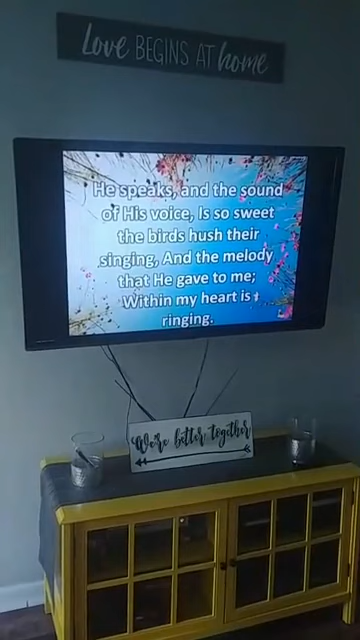 Love BEGINS AT home
He speaks, and the sound
of His voice, Is so sweet
the birds hush their
singing, And the melody
that He gave to me;
Within my heart is
ringing.
We're better together